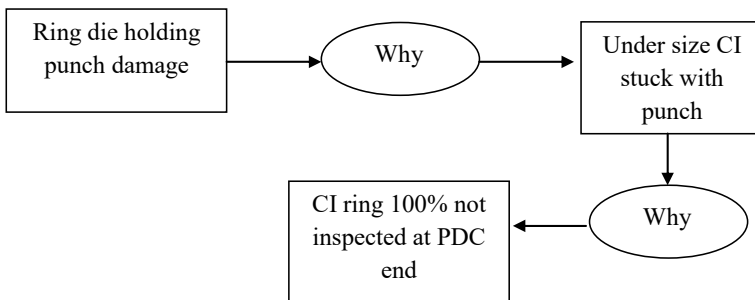 Ring die holding
punch damage
Why
Under size CI
stuck with
punch
Why
CI ring 100% not
inspected at PDC
end